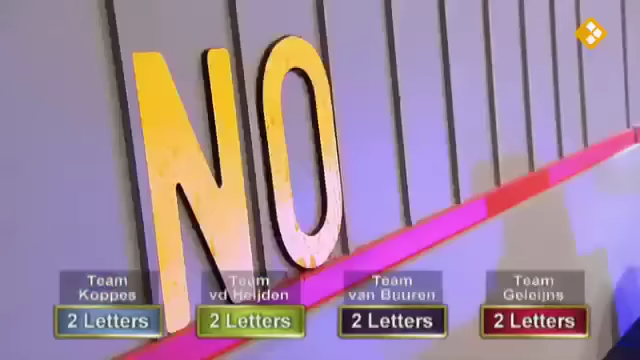 NO
Team
Koppes
2 Letters
Team
vd Heijden
2 Letters
Team
van Buuren
2 Letters
Team
Geleijns
2 Letters